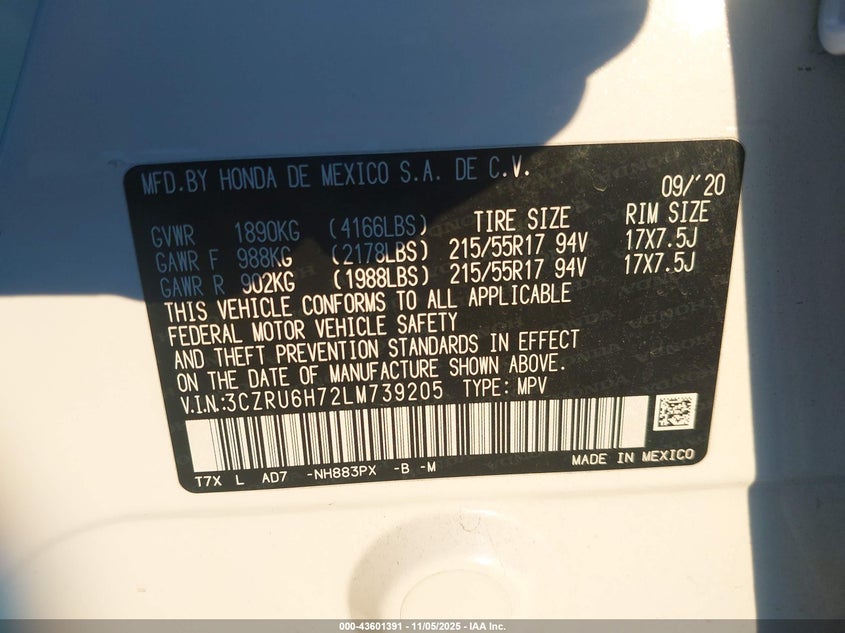 MFD.BY HONDA DE MEXICO S.A. DE C.V.
09/'20
GVWR 1890KG (4166LBS) TIRE SIZE RIM SIZE
GAWR F 988KG (2178LBS) 215/55R17 94V 17X7.5J
GAWR R 902KG (1988LBS) 215/55R17 94V 17X7.5J
THIS VEHICLE CONFORMS TO ALL APPLICABLE
FEDERAL MOTOR VEHICLE SAFETY
AND THEFT PREVENTION STANDARDS IN EFFECT
ON THE DATE OF MANUFACTURE SHOWN ABOVE.
V.I.N:3CZRU6H72LM739205 TYPE: MPV
T7X L AD7 -NH883PX -B -M MADE IN MEXICO
000-43601391 - 11/05/2025 - IAA Inc.